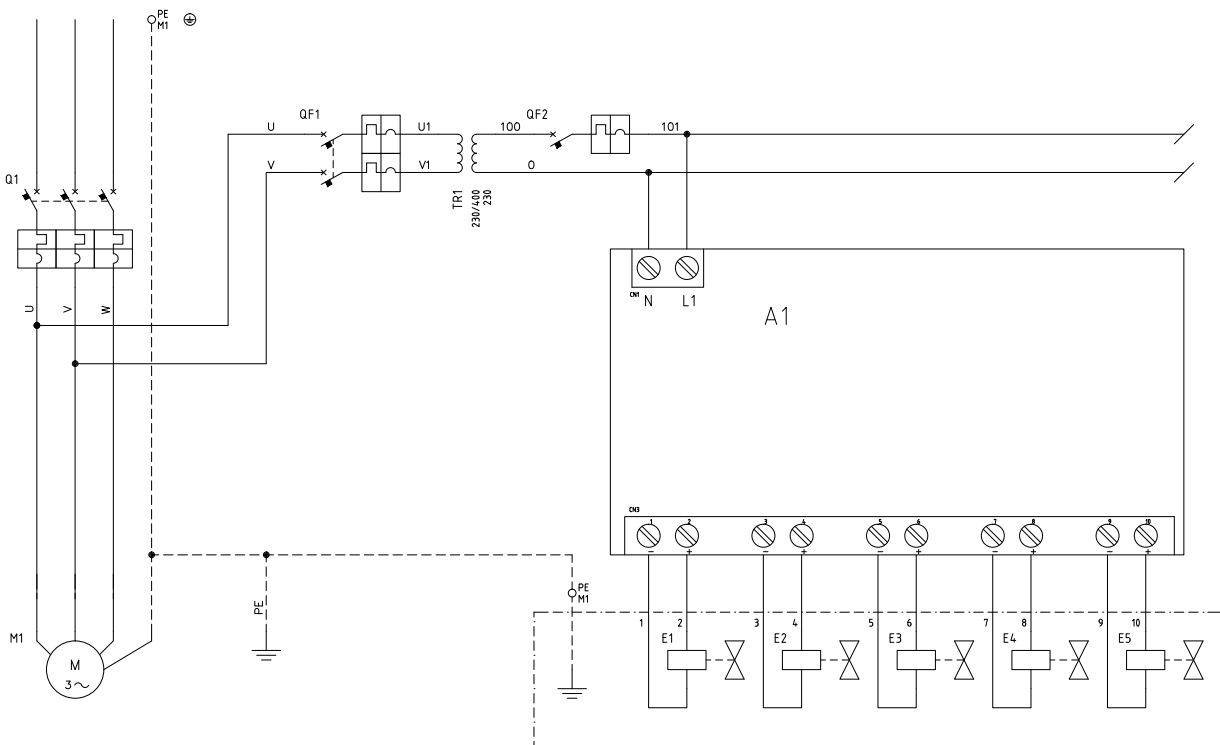 PE
M1
QF1
QF2
U
U1
100
101
V
V1
0
Q1
TR1
230/400
230
CN1
N
L1
A1
U
V
W
CN3
1
2
3
4
5
6
7
8
9
10
-
+
-
+
-
+
-
+
-
+
PE
PE
M1
1
2
3
4
5
6
7
8
9
10
M1
E1
E2
E3
E4
E5
M
3~